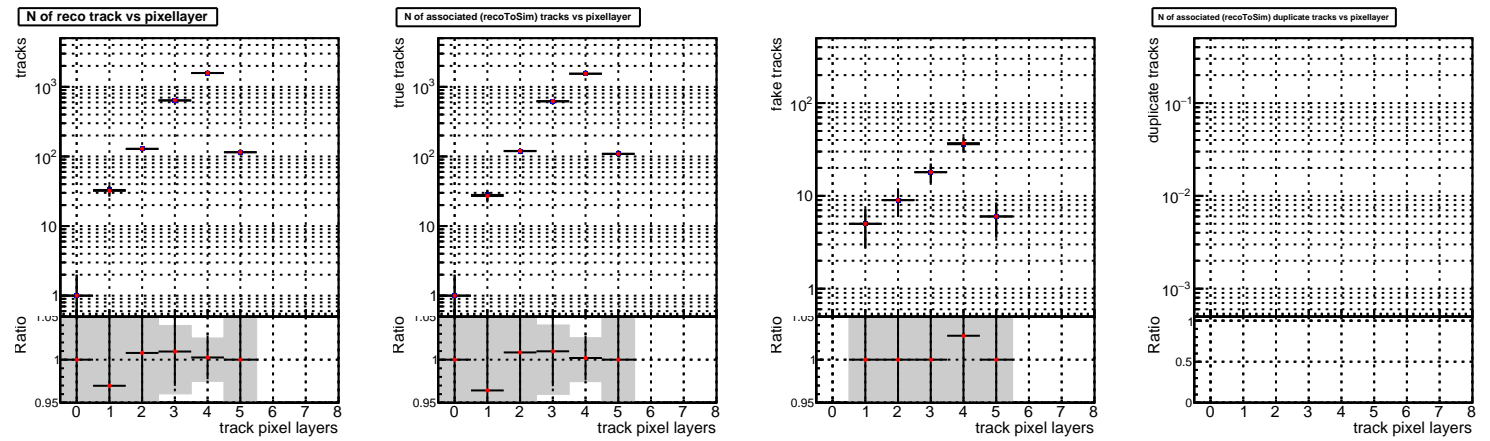 N of reco track vs pixellayer
tracks
10³
10²
10
1
Ratio
1.05
1
0.95
0 1 2 3 4 5 6 7 8
track pixel layers
N of associated (recoToSim) tracks vs pixellayer
true tracks
10³
10²
10
1
Ratio
1.05
1
0.95
0 1 2 3 4 5 6 7 8
track pixel layers
fake tracks
10²
10
1
Ratio
1.05
1
0.95
0 1 2 3 4 5 6 7 8
track pixel layers
N of associated (recoToSim) duplicate tracks vs pixellayer
duplicate tracks
10⁻¹
10⁻²
10⁻³
Ratio
1
0.5
0
0 1 2 3 4 5 6 7 8
track pixel layers